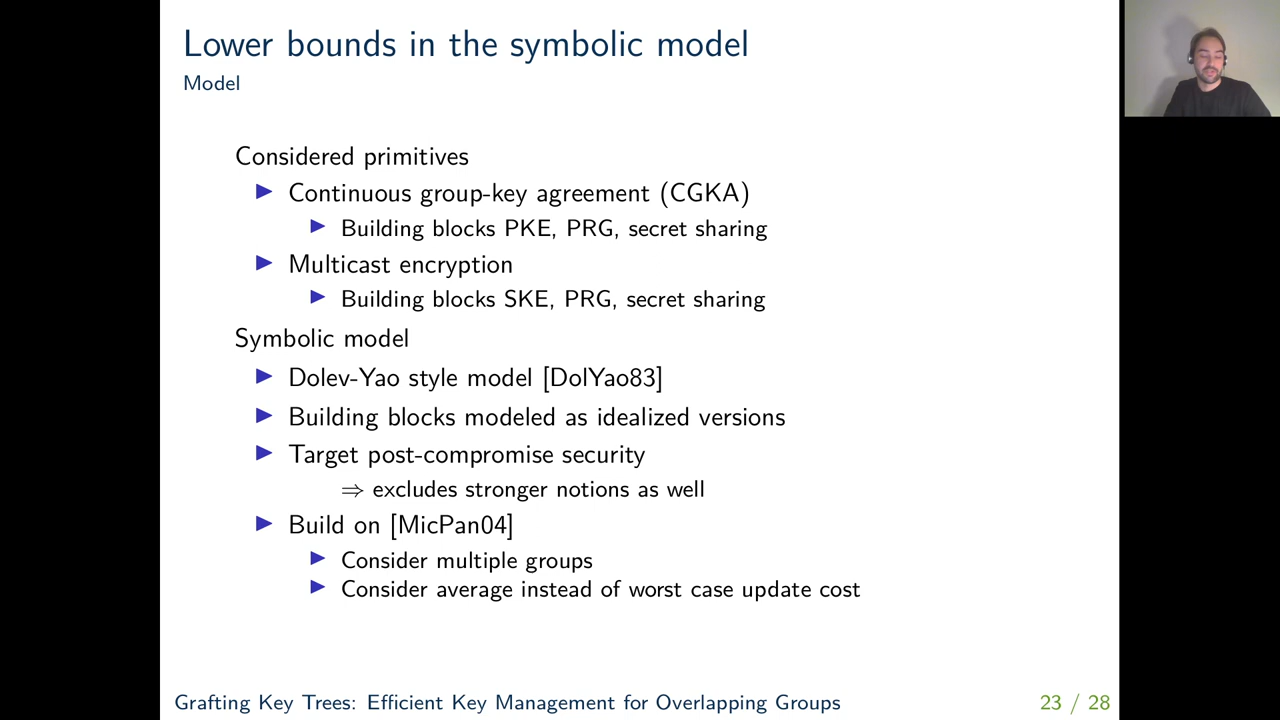 Lower bounds in the symbolic model
Model
Considered primitives
Continuous group-key agreement (CGKA)
Building blocks PKE, PRG, secret sharing
Multicast encryption
Building blocks SKE, PRG, secret sharing
Symbolic model
Dolev-Yao style model [DolYao83]
Building blocks modeled as idealized versions
Target post-compromise security
⇒ excludes stronger notions as well
Build on [MicPan04]
Consider multiple groups
Consider average instead of worst case update cost
Grafting Key Trees: Efficient Key Management for Overlapping Groups
23 / 28